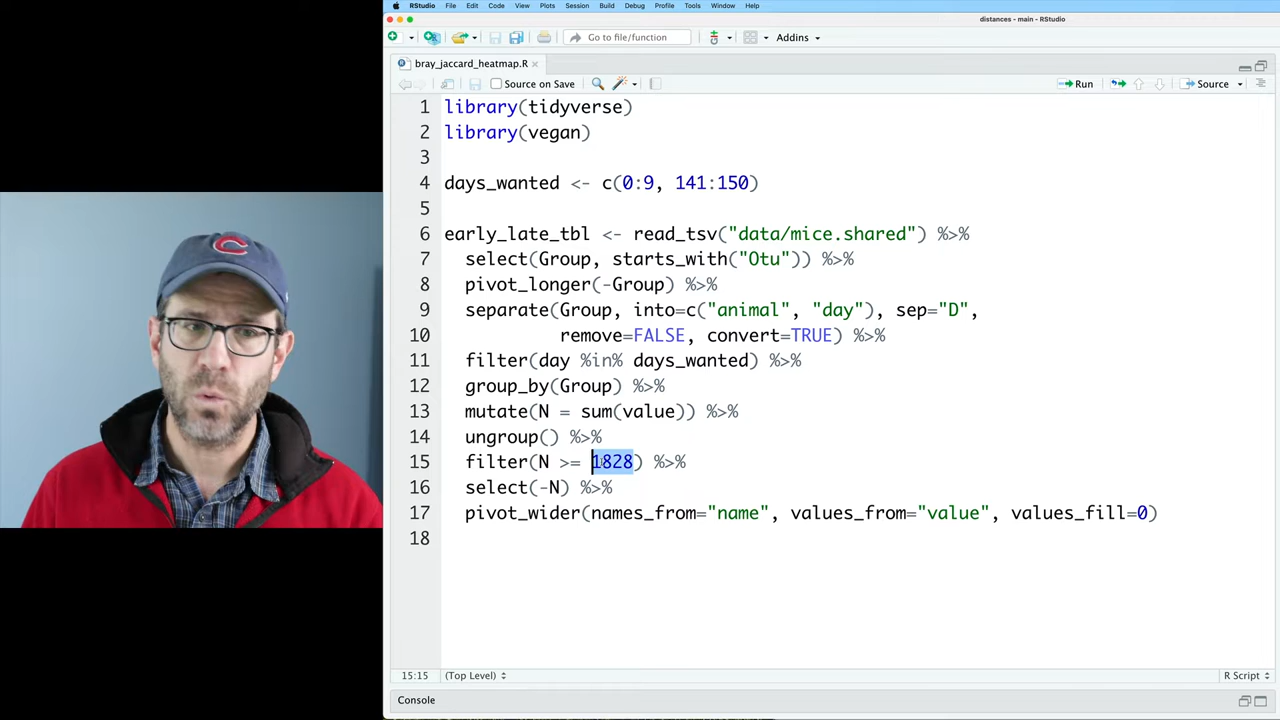 RStudio File Edit Code View Plots Session Build Debug Profile Tools Window Help
distances - main - RStudio
Go to file/function Addins
bray_jaccard_heatmap.R
Source on Save Run Source
1 library(tidyverse)
2 library(vegan)
3
4 days_wanted <- c(0:9, 141:150)
5
6 early_late_tbl <- read_tsv("data/mice.shared") %>%
7 select(Group, starts_with("Otu")) %>%
8 pivot_longer(-Group) %>%
9 separate(Group, into=c("animal", "day"), sep="D",
10 remove=FALSE, convert=TRUE) %>%
11 filter(day %in% days_wanted) %>%
12 group_by(Group) %>%
13 mutate(N = sum(value)) %>%
14 ungroup() %>%
15 filter(N >= 1828) %>%
16 select(-N) %>%
17 pivot_wider(names_from="name", values_from="value", values_fill=0)
18
15:15 (Top Level) R Script
Console